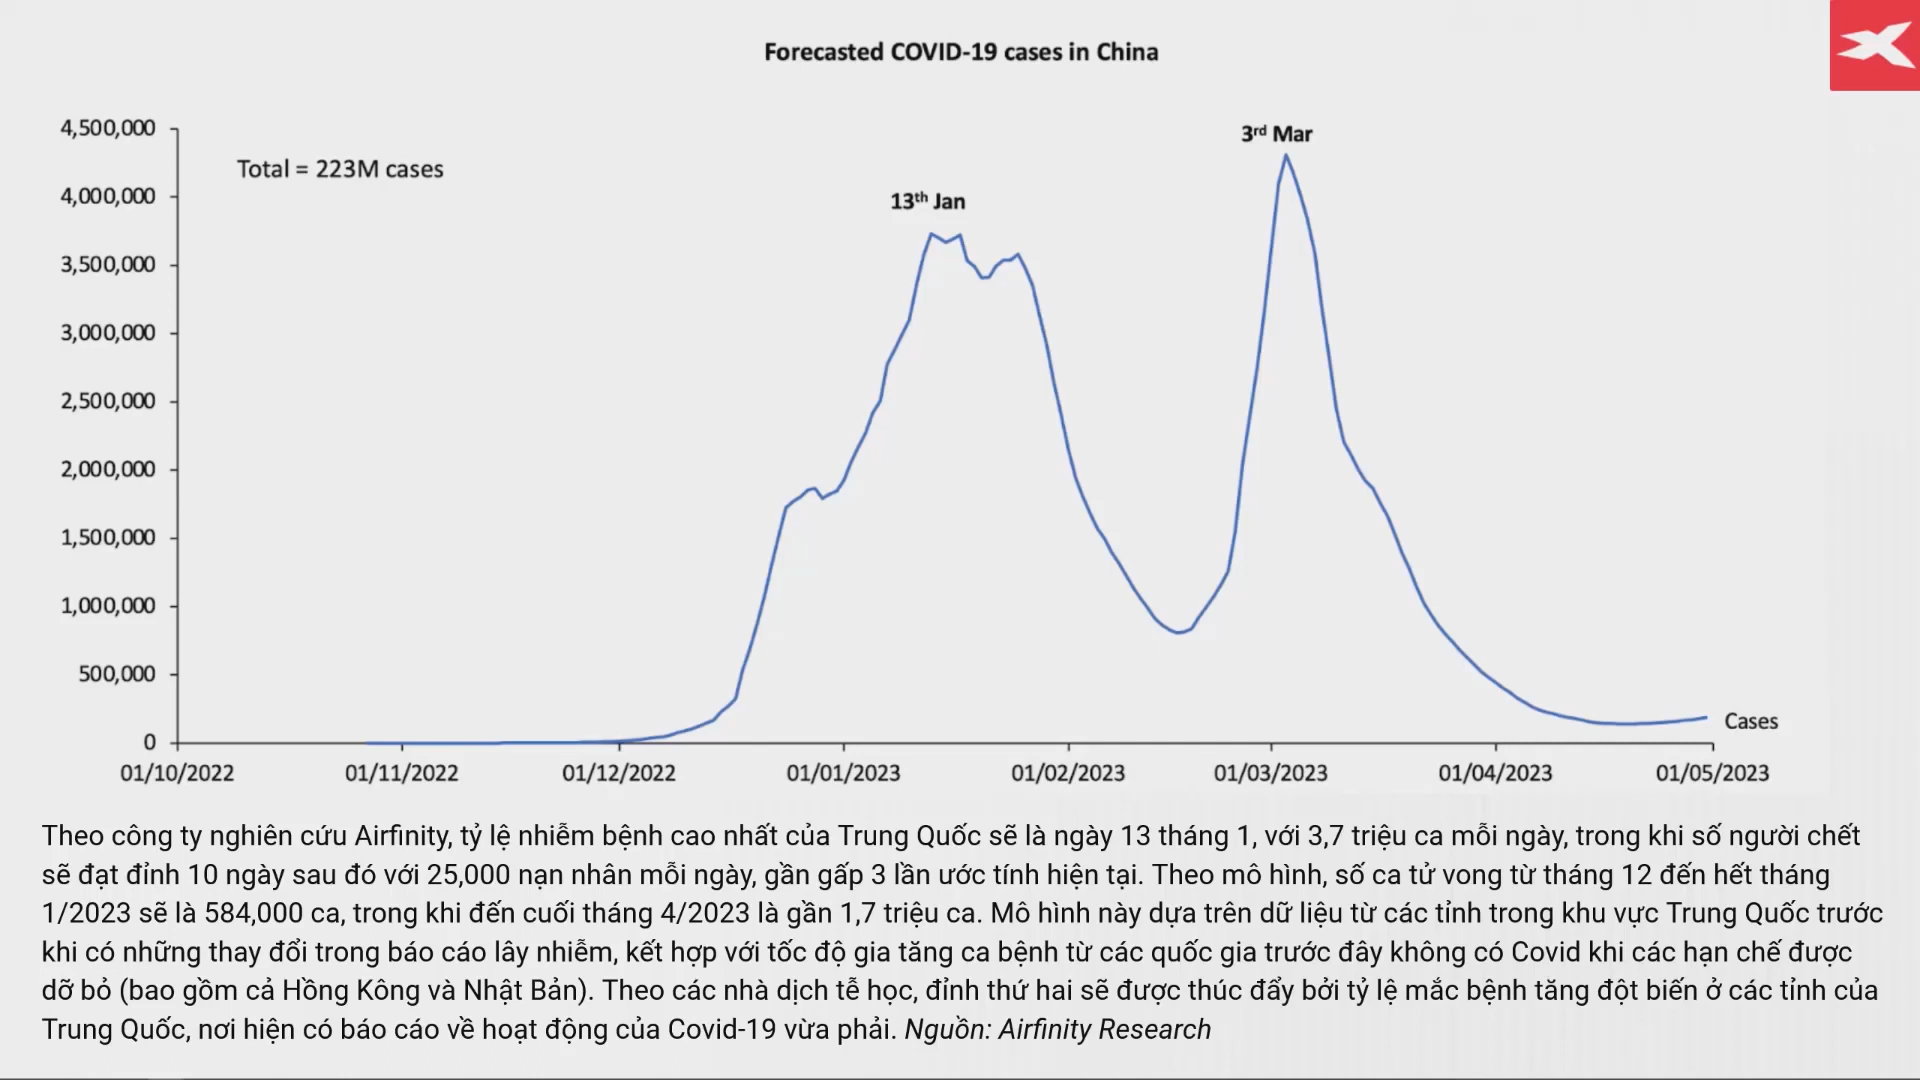 Forecasted COVID-19 cases in China
4,500,000
4,000,000
3,500,000
3,000,000
2,500,000
2,000,000
1,500,000
1,000,000
500,000
0
Total = 223M cases
13th Jan
3rd Mar
Cases
01/10/2022 01/11/2022 01/12/2022 01/01/2023 01/02/2023 01/03/2023 01/04/2023 01/05/2023
Theo công ty nghiên cứu Airfinity, tỷ lệ nhiễm bệnh cao nhất của Trung Quốc sẽ là ngày 13 tháng 1, với 3,7 triệu ca mỗi ngày, trong khi số người chết
sẽ đạt đỉnh 10 ngày sau đó với 25,000 nạn nhân mỗi ngày, gần gấp 3 lần ước tính hiện tại. Theo mô hình, số ca tử vong từ tháng 12 đến hết tháng
1/2023 sẽ là 584,000 ca, trong khi đến cuối tháng 4/2023 là gần 1,7 triệu ca. Mô hình này dựa trên dữ liệu từ các tỉnh trong khu vực Trung Quốc trước
khi có những thay đổi trong báo cáo lây nhiễm, kết hợp với tốc độ gia tăng ca bệnh từ các quốc gia trước đây không có Covid khi các hạn chế được
dỡ bỏ (bao gồm cả Hồng Kông và Nhật Bản). Theo các nhà dịch tễ học, đỉnh thứ hai sẽ được thúc đẩy bởi tỷ lệ mắc bệnh tăng đột biến ở các tỉnh của
Trung Quốc, nơi hiện có báo cáo về hoạt động của Covid-19 vừa phải. Nguồn: Airfinity Research